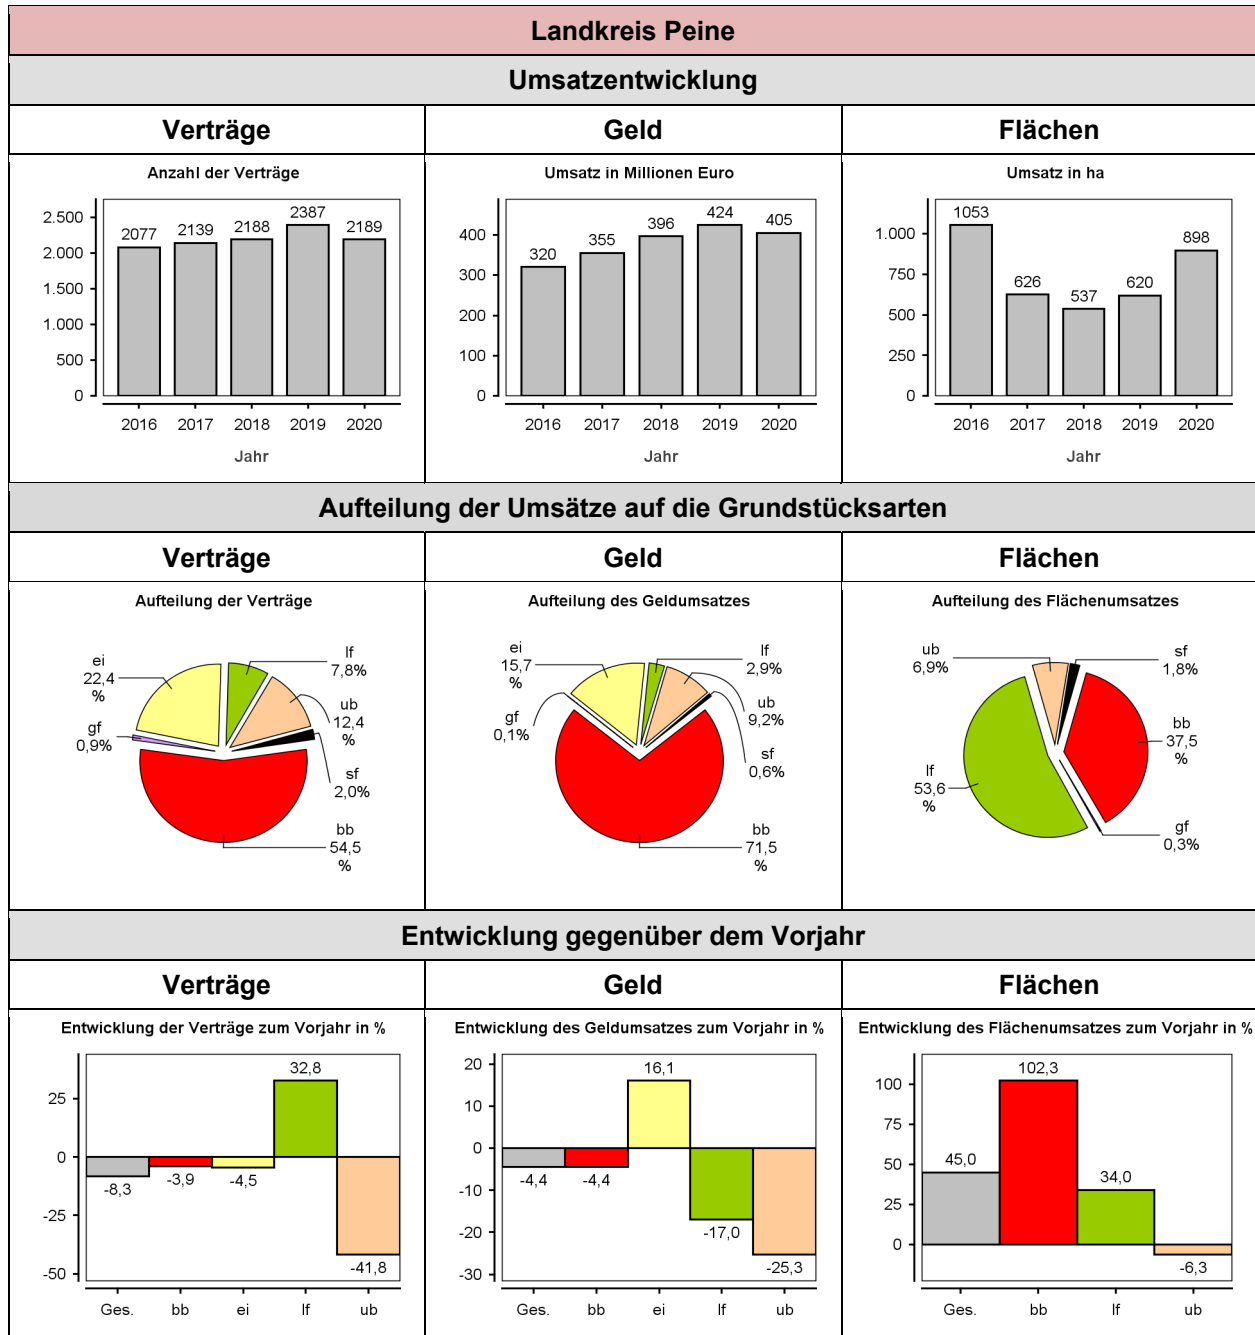 Landkreis Peine
Umsatzentwicklung
Verträge
Geld
Flächen
Anzahl der Verträge
2.500
2.000
1.500
1.000
500
0
2077
2139
2188
2387
2189
2016 2017 2018 2019 2020
Jahr
Umsatz in Millionen Euro
400
300
200
100
0
320
355
396
424
405
2016 2017 2018 2019 2020
Jahr
Umsatz in ha
1.000
750
500
250
0
1053
626
537
620
898
2016 2017 2018 2019 2020
Jahr
Aufteilung der Umsätze auf die Grundstücksarten
Verträge
Geld
Flächen
Aufteilung der Verträge
ei
22,4
%
lf
7,8%
ub
12,4
%
gf
0,9%
sf
2,0%
bb
54,5
%
Aufteilung des Geldumsatzes
ei
15,7
%
lf
2,9%
ub
9,2%
gf
0,1%
sf
0,6%
bb
71,5
%
Aufteilung des Flächenumsatzes
ub
6,9%
sf
1,8%
bb
37,5
%
lf
53,6
%
gf
0,3%
Entwicklung gegenüber dem Vorjahr
Verträge
Geld
Flächen
Entwicklung der Verträge zum Vorjahr in %
25
0
-25
-50
-8,3
-3,9
-4,5
32,8
-41,8
Ges. bb ei lf ub
Entwicklung des Geldumsatzes zum Vorjahr in %
20
10
0
-10
-20
-30
-4,4
-4,4
16,1
-17,0
-25,3
Ges. bb ei lf ub
Entwicklung des Flächenumsatzes zum Vorjahr in %
100
50
25
0
45,0
102,3
34,0
-6,3
Ges. bb lf ub